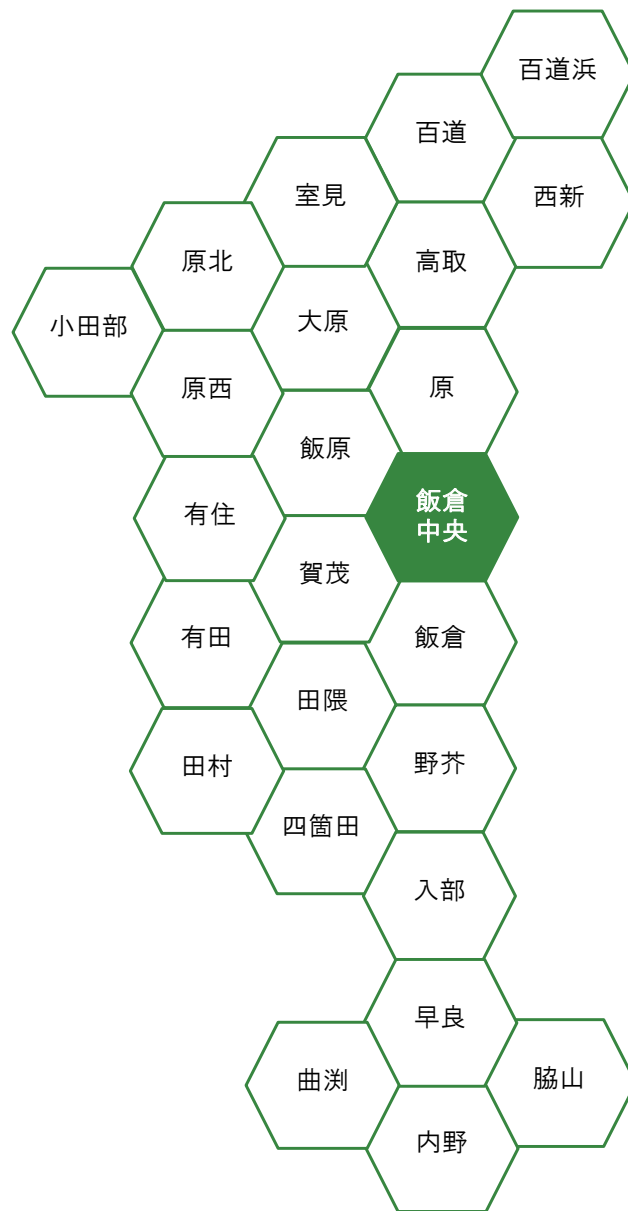 百道浜
百道
室見
西新
原北
高取
小田部
大原
原西
原
飯原
有住
飯倉
中央
賀茂
有田
飯倉
田隈
田村
野芥
四箇田
入部
早良
曲渕
脇山
内野